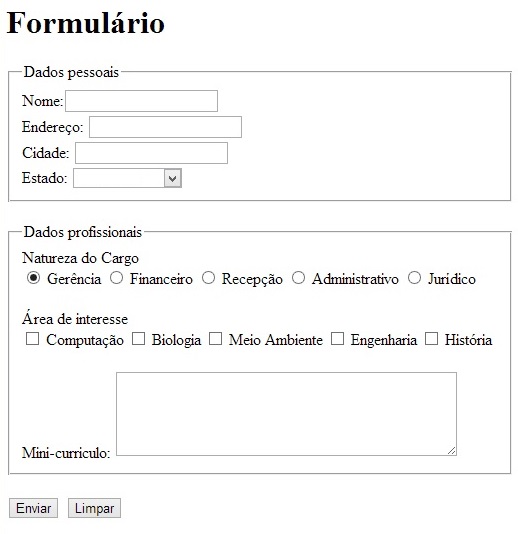 Formulário
Dados pessoais
Nome:
Endereço:
Cidade:
Estado:
Dados profissionais
Natureza do Cargo
Gerência Financeiro Recepção Administrativo Jurídico
Área de interesse
Computação Biologia Meio Ambiente Engenharia História
Mini-curriculo:
Enviar Limpar